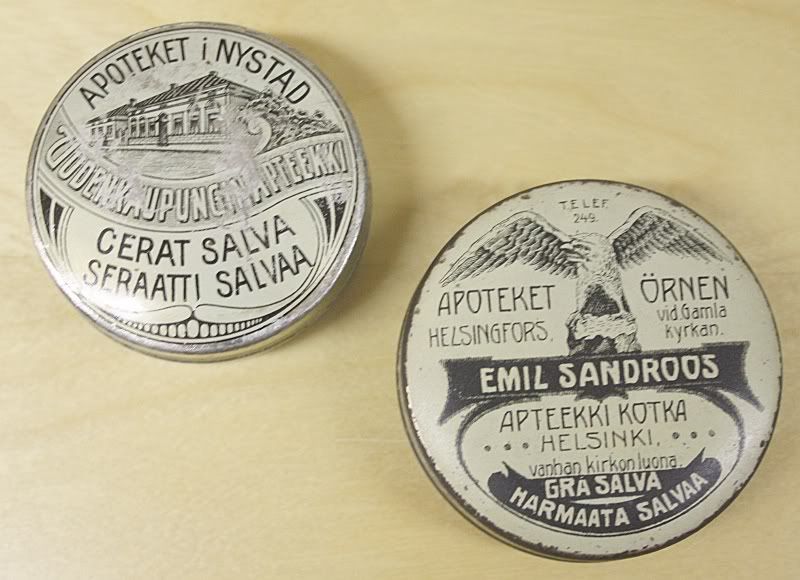 APOTEKET i NYSTAD
UUDENKAUPUNGIN APTEEKKI
CERAT SALVA
SERAATTI SALVAA
TELEF.
249.
APOTEKET ÖRNEN
HELSINGFORS. vid. Gamla
kyrkan.
EMIL SANDROOS
APTEEKKI KOTKA
HELSINKI,
vanhan kirkon luona.
GRÅ SALVA
HARMAATA SALVAA